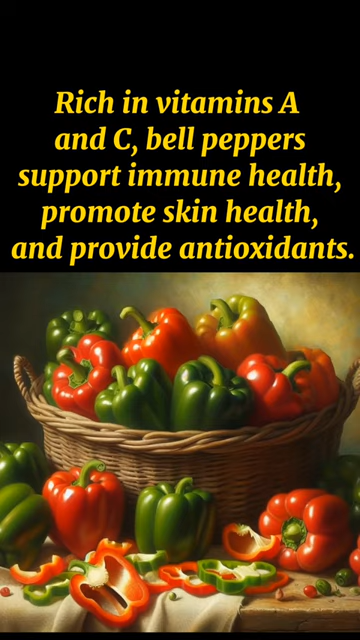 Rich in vitamins A
and C, bell peppers
support immune health,
promote skin health,
and provide antioxidants.